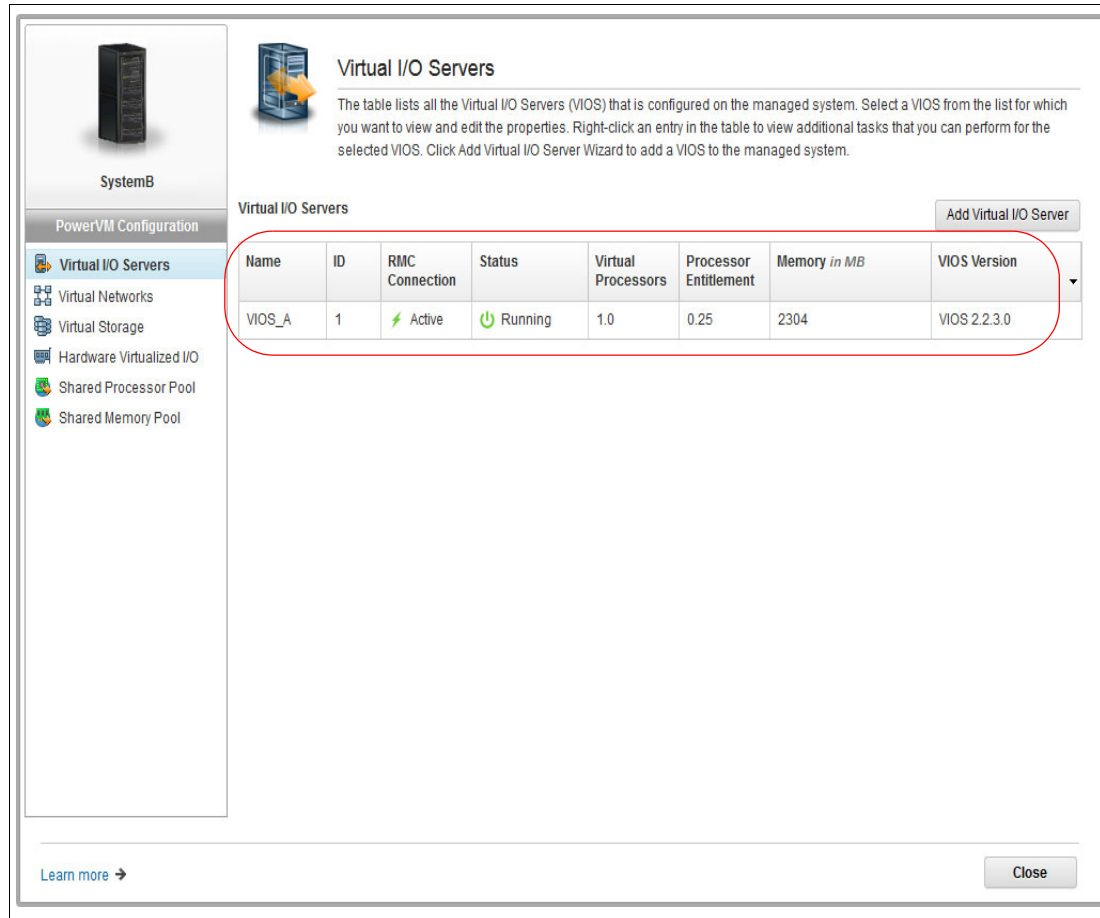 SystemB
PowerVM Configuration
Virtual I/O Servers
Virtual Networks
Virtual Storage
Hardware Virtualized I/O
Shared Processor Pool
Shared Memory Pool
Virtual I/O Servers
The table lists all the Virtual I/O Servers (VIOS) that is configured on the managed system. Select a VIOS from the list for which
you want to view and edit the properties. Right-click an entry in the table to view additional tasks that you can perform for the
selected VIOS. Click Add Virtual I/O Server Wizard to add a VIOS to the managed system.
Virtual I/O Servers
Add Virtual I/O Server
Name ID RMC Connection Status Virtual Processors Processor Entitlement Memory in MB VIOS Version
VIOS_A 1 Active Running 1.0 0.25 2304 VIOS 2.2.3.0
Learn more
Close